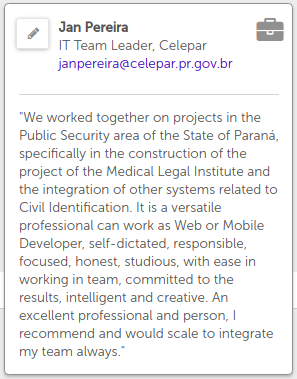 Jan Pereira
IT Team Leader, Celepar
janpereira@celepar.pr.gov.br
"We worked together on projects in the
Public Security area of the State of Paraná,
specifically in the construction of the
project of the Medical Legal Institute and
the integration of other systems related to
Civil Identification. It is a versatile
professional can work as Web or Mobile
Developer, self-dictated, responsible,
focused, honest, studious, with ease in
working in team, committed to the
results, intelligent and creative. An
excellent professional and person, I
recommend and would scale to integrate
my team always."